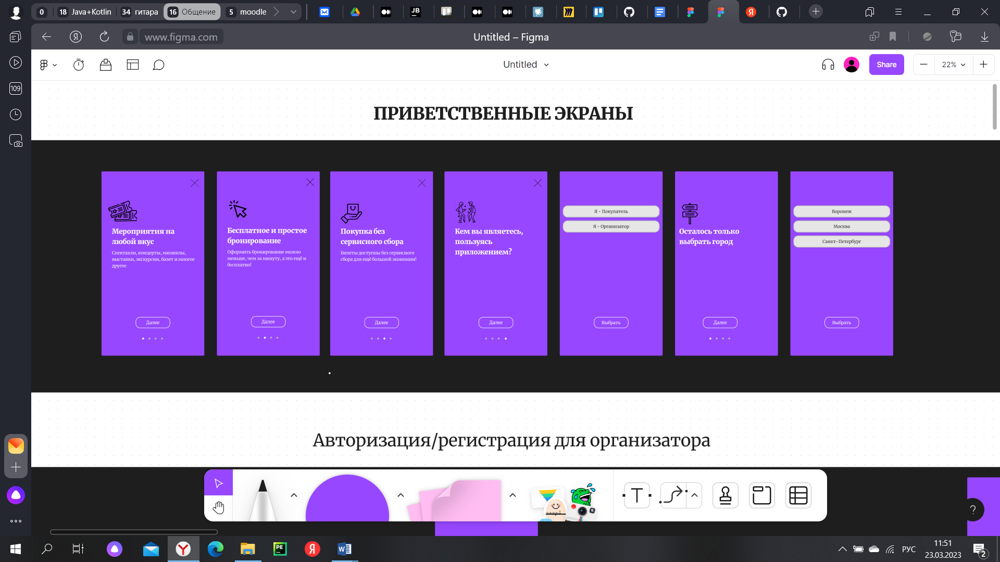 0
18 Java+Kotlin
34 гитара
16 Общение
5 moodle
JB
Я
www.figma.com
Untitled – Figma
109
Untitled
Share
22%
ПРИВЕТСТВЕННЫЕ ЭКРАНЫ
Мероприятия на
любой вкус
Спектакли, концерты, мюзиклы,
выставки, экскурсии, балет и многое
другое
Далее
Бесплатное и простое
бронирование
Оформить бронирование можно
меньше, чем за минуту, а это ещё и
бесплатно!
Далее
Покупка без
сервисного сбора
Билеты доступны без сервисного
сбора для ещё большей экономии!
Далее
Кем вы являетесь,
пользуясь
приложением?
Далее
Я - Покупатель
Я - Организатор
Выбрать
Осталось только
выбрать город
Далее
Воронеж
Москва
Санкт-Петербург
Выбрать
Авторизация/регистрация для организатора
T
?
PE
Я
W
РУС
11:51
23.03.2023
2